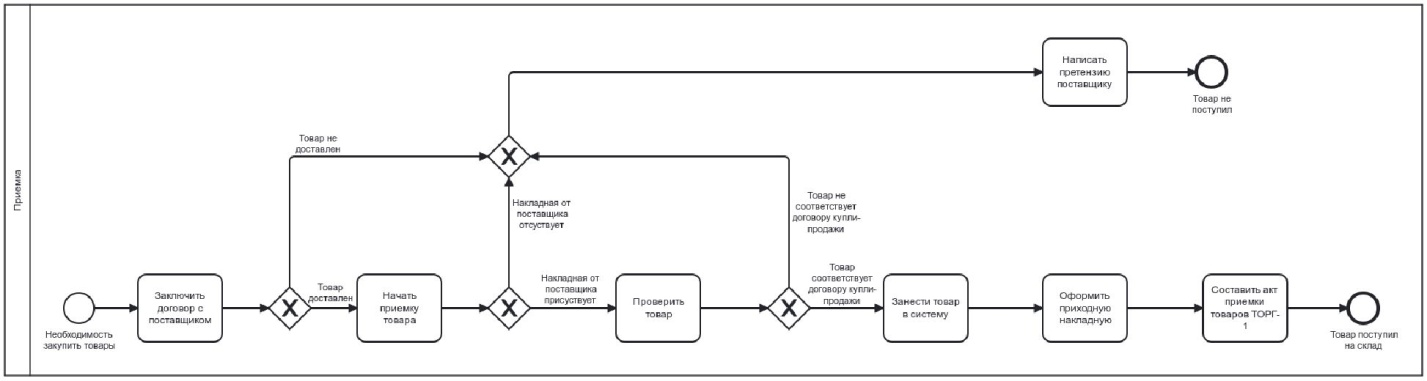 Приемка
Написать
претензию
поставщику
Товар не
поступил
Товар не
доставлен
Накладная от
поставщика
отсуствует
Товар не
соответствует
договору купли-
продажи
Необходимость
закупить товары
Заключить
договор с
поставщиком
Товар
доставлен
Начать
приемку
товара
Накладная от
поставщика
присуствует
Проверить
товар
Товар
соответствует
договору купли-
продажи
Занести товар
в систему
Оформить
приходную
накладную
Составить акт
приемки
товаров ТОРГ-
1
Товар поступил
на склад